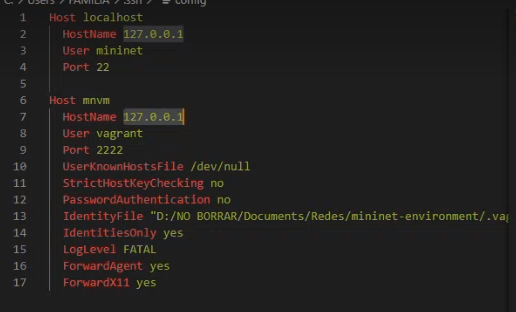 C: > Users > FAMILIA > .ssh > config
1 Host localhost
2 HostName 127.0.0.1
3 User mininet
4 Port 22
5
6 Host mnvm
7 HostName 127.0.0.1
8 User vagrant
9 Port 2222
10 UserKnownHostsFile /dev/null
11 StrictHostKeyChecking no
12 PasswordAuthentication no
13 IdentityFile "D:/NO BORRAR/Documents/Redes/mininet-environment/.vag
14 IdentitiesOnly yes
15 LogLevel FATAL
16 ForwardAgent yes
17 ForwardX11 yes